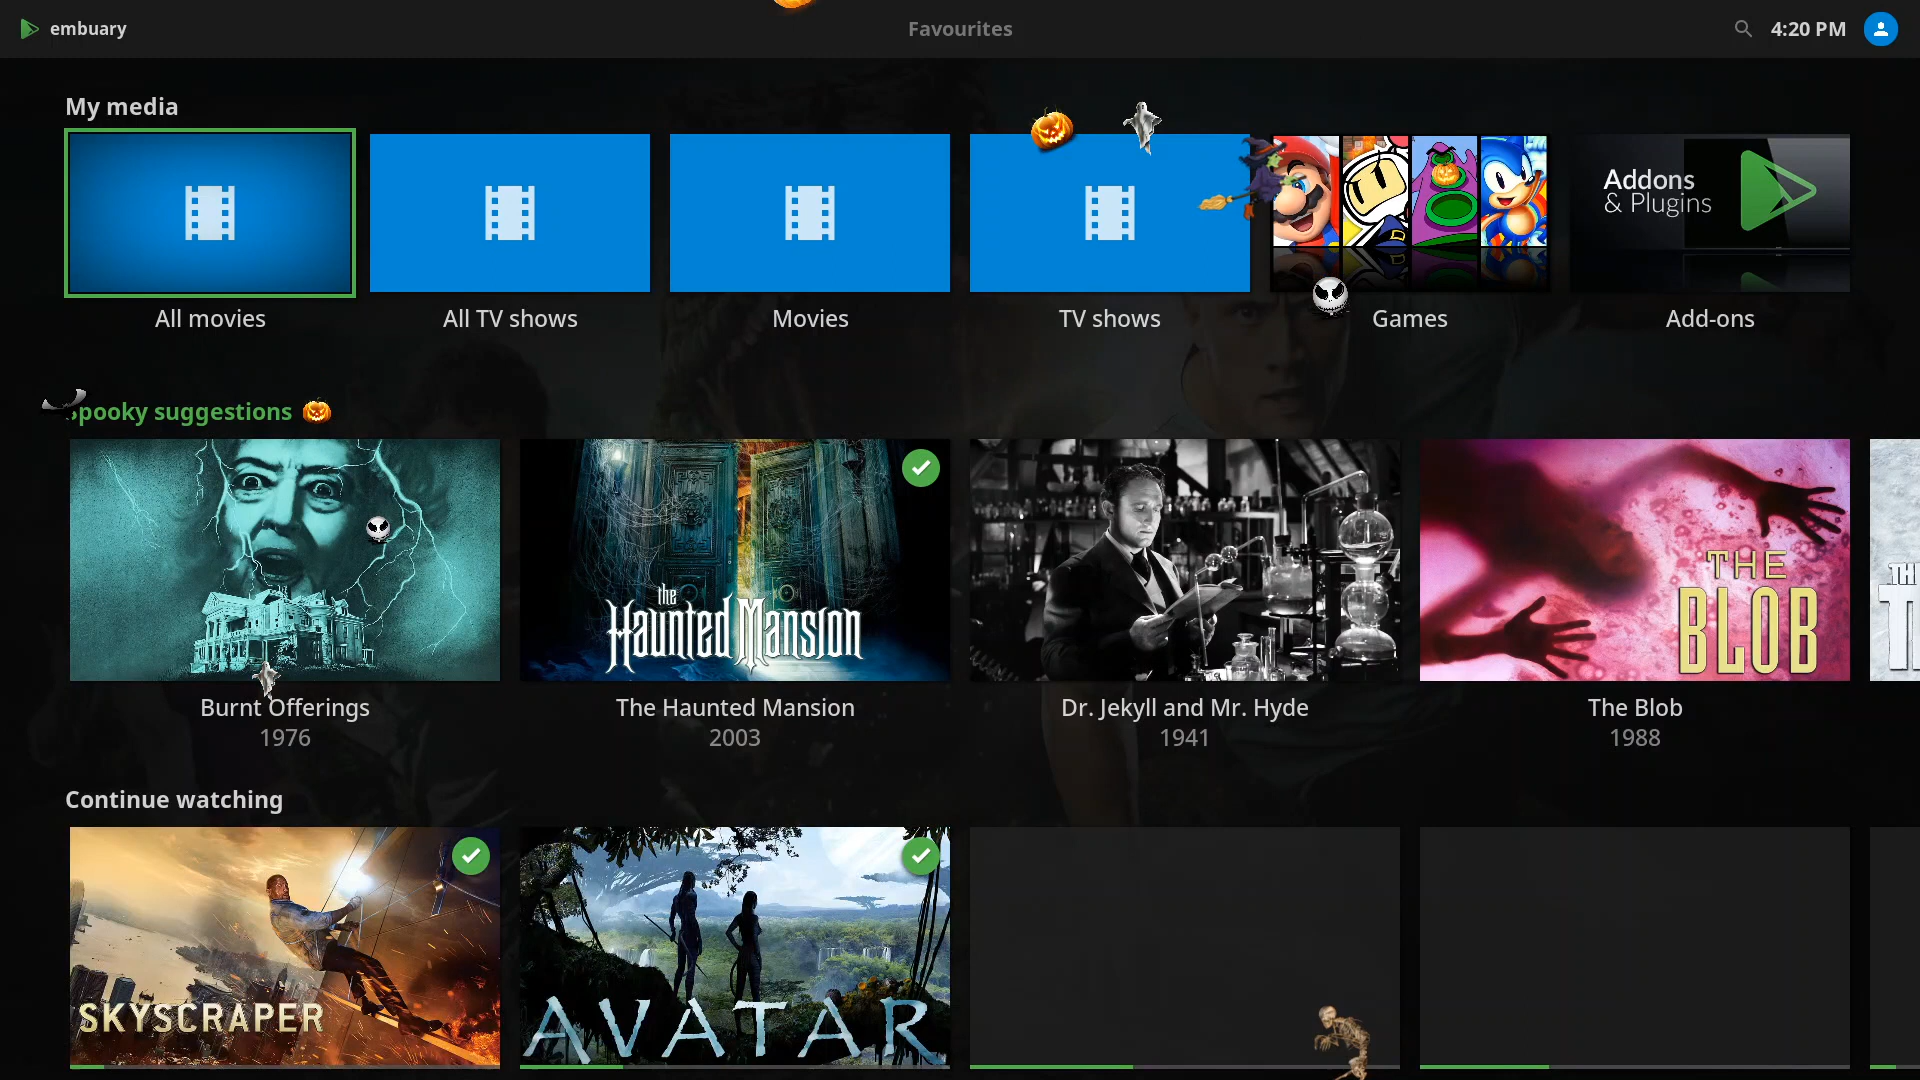 embuary
Favourites
4:20 PM
My media
Addons
& Plugins
All movies
All TV shows
Movies
TV shows
Games
Add-ons
Spooky suggestions
the
Haunted Mansion
THE
BLOB
Burnt Offerings
1976
The Haunted Mansion
2003
Dr. Jekyll and Mr. Hyde
1941
The Blob
1988
Continue watching
SKYSCRAPER
AVATAR